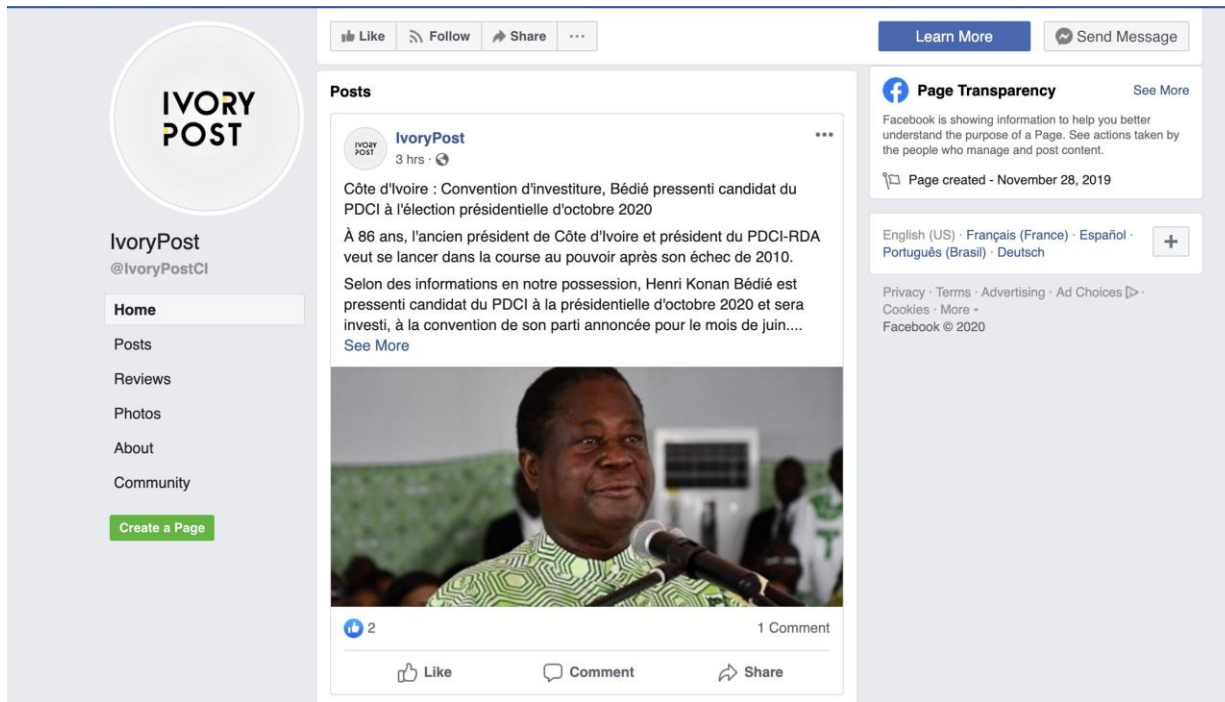 IVORY
POST
IvoryPost
@IvoryPostCI
Home
Posts
Reviews
Photos
About
Community
Create a Page
Like
Follow
Share
...
Learn More
Send Message
Posts
IVORY
POST
IvoryPost
3 hrs ·
Côte d'Ivoire : Convention d'investiture, Bédié pressenti candidat du
PDCI à l'élection présidentielle d'octobre 2020
À 86 ans, l'ancien président de Côte d'Ivoire et président du PDCI-RDA
veut se lancer dans la course au pouvoir après son échec de 2010.
Selon des informations en notre possession, Henri Konan Bédié est
pressenti candidat du PDCI à la présidentielle d'octobre 2020 et sera
investi, à la convention de son parti annoncée pour le mois de juin....
See More
2
1 Comment
Like
Comment
Share
Page Transparency
See More
Facebook is showing information to help you better
understand the purpose of a Page. See actions taken by
the people who manage and post content.
Page created - November 28, 2019
English (US) · Français (France) · Español ·
Português (Brasil) · Deutsch
Privacy · Terms · Advertising · Ad Choices ·
Cookies · More
Facebook © 2020